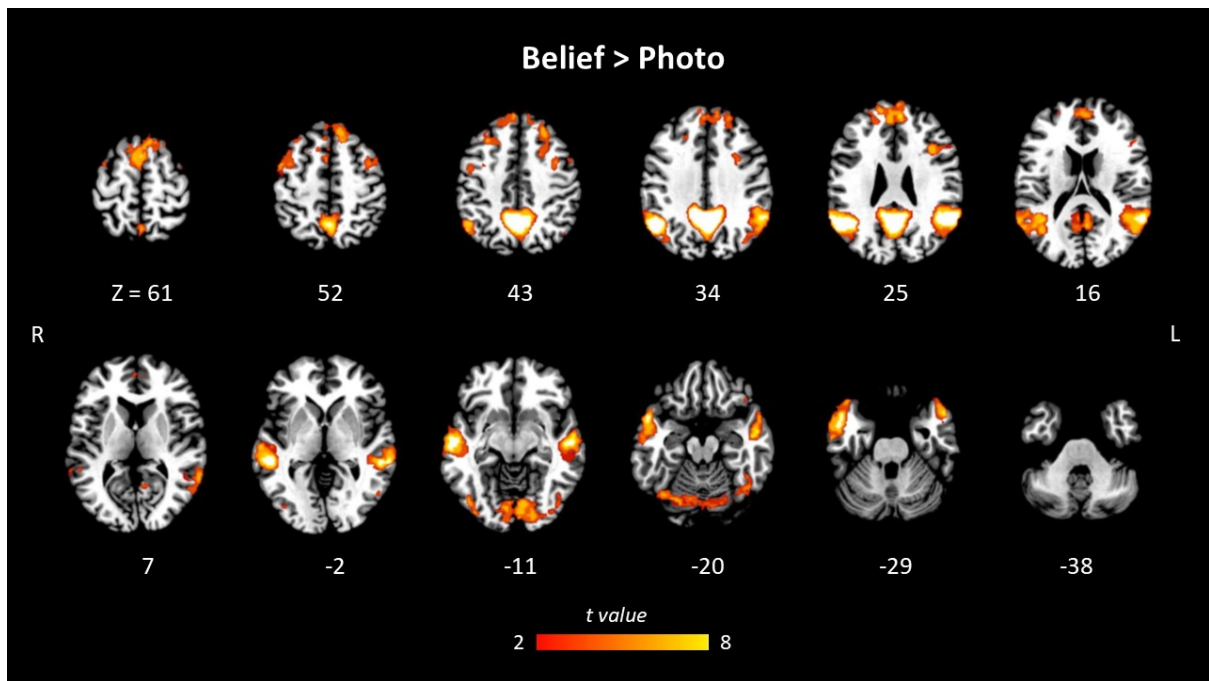 Belief > Photo
Z = 61 52 43 34 25 16
R L
7 -2 -11 -20 -29 -38
t value
2 8